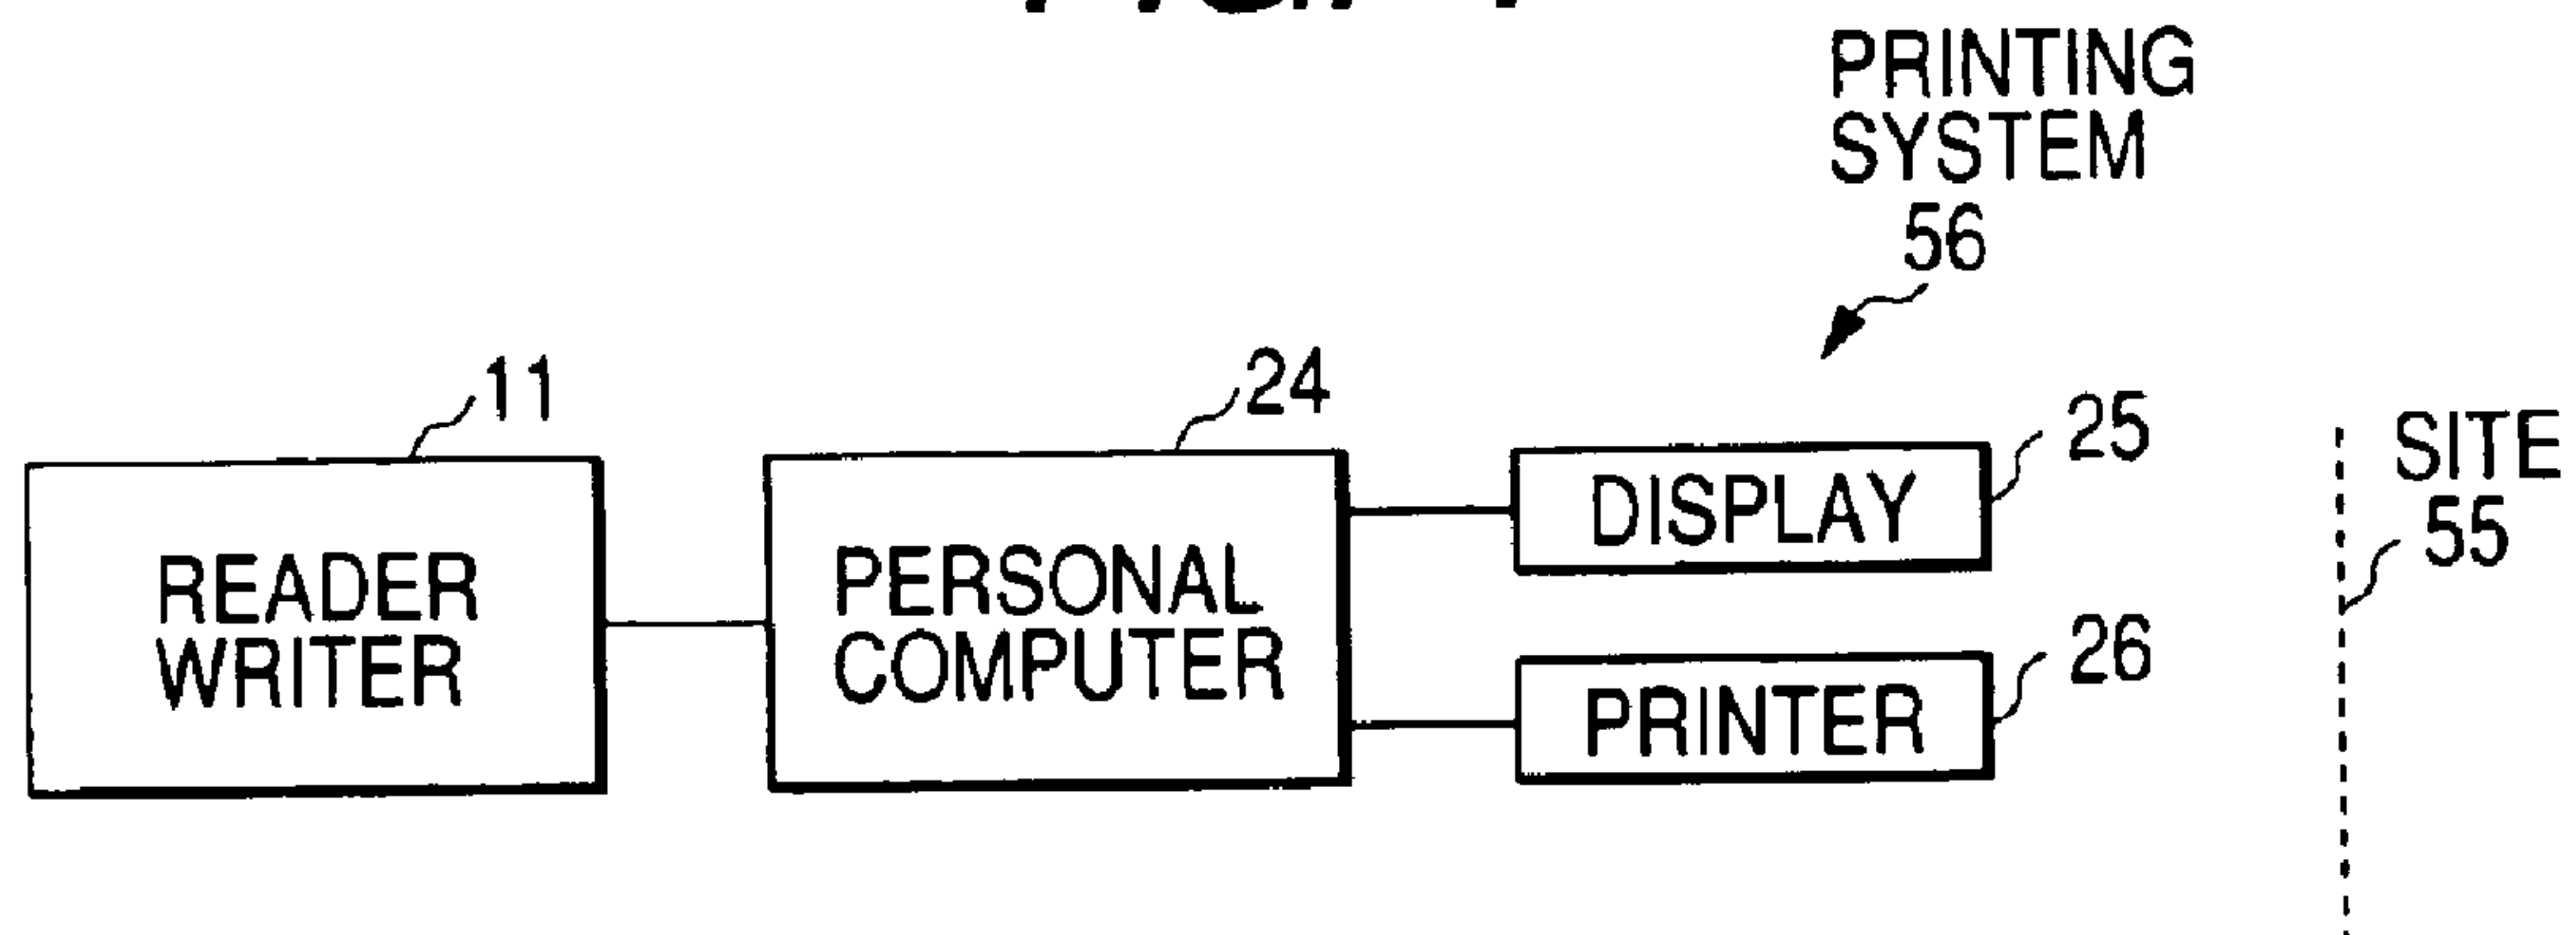 PRINTING
SYSTEM
56
11
24
25
SITE
55
READER
WRITER
PERSONAL
COMPUTER
DISPLAY
26
PRINTER